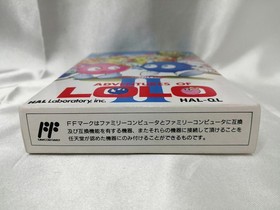 ADVENTURES OF
LOLO
II
HAL Laboratory, inc.
HAL-QL
FF
FFマークはファミリーコンピュータとファミリーコンピュータに互換
及び互換機能を有する機器、またそれらの機器に接続して頂けることを
任天堂が認めた機器にのみ付けることができるものです。